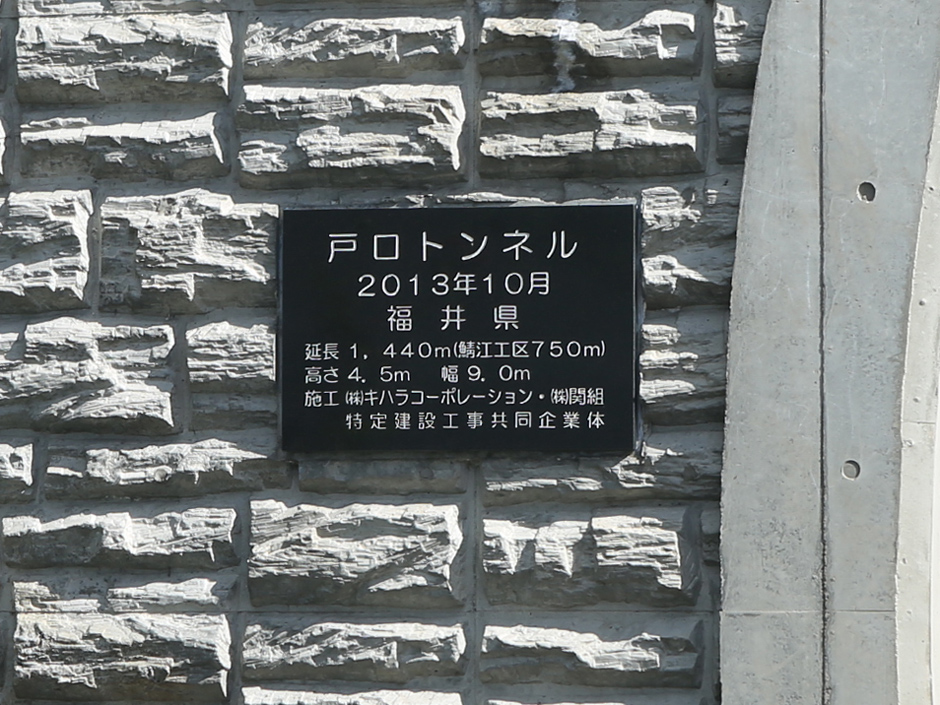 戸口トンネル
2013年10月
福井県
延長 1,440m(鯖江工区750m)
高さ 4.5m 幅 9.0m
施工 ㈱キハラコーポレーション・㈱関組
特定建設工事共同企業体